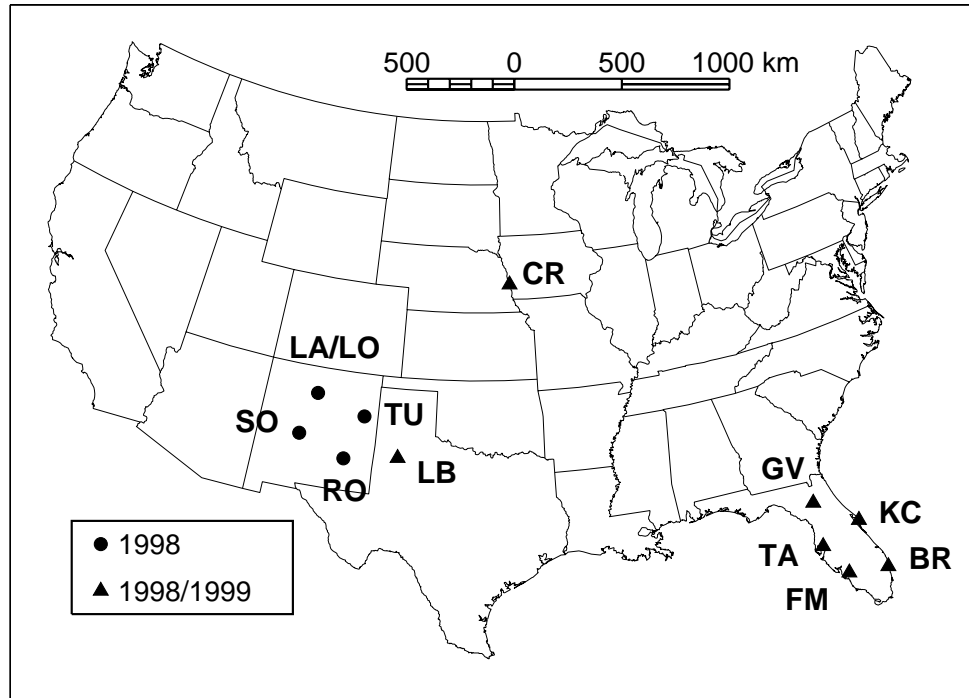 500 0 500 1000 km
CR
LA/LO
SO
TU
LB
RO
GV
KC
TA
BR
FM
1998
1998/1999